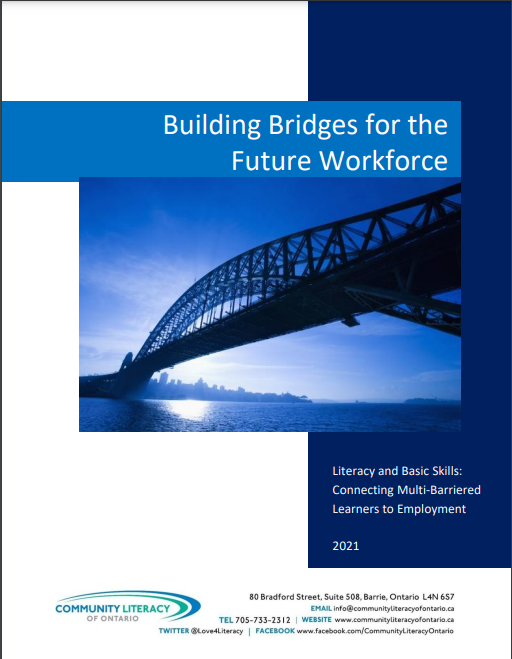 Building Bridges for the
Future Workforce
Literacy and Basic Skills:
Connecting Multi-Barriered
Learners to Employment
2021
COMMUNITY LITERACY
OF ONTARIO
80 Bradford Street, Suite 508, Barrie, Ontario L4N 6S7
EMAIL info@communityliteracyofontario.ca
TEL 705-733-2312 | WEBSITE www.communityliteracyofontario.ca
TWITTER @Love4Literacy | FACEBOOK www.facebook.com/CommunityLiteracyOntario